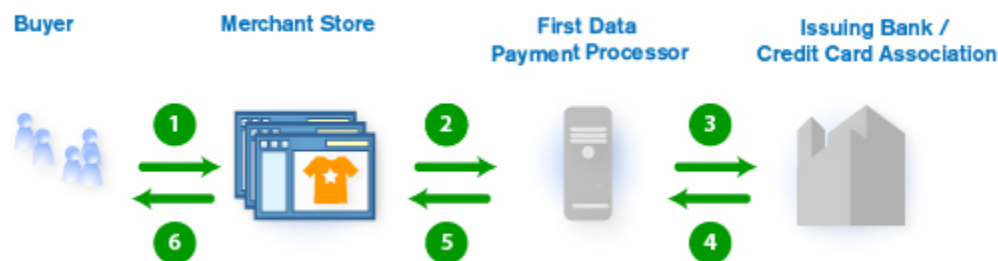 Buyer
Merchant Store
First Data
Payment Processor
Issuing Bank /
Credit Card Association
1
2
3
6
5
4